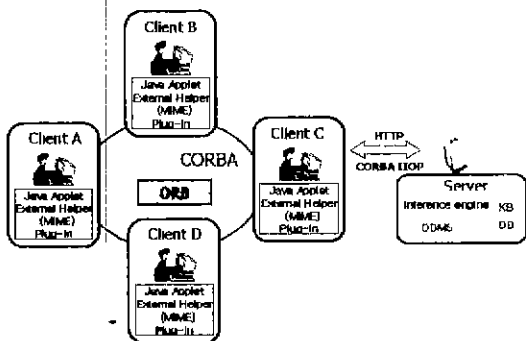 Client B
Java Applet
External Helper
(MIME)
Plug-In
Client A
Java Applet
External Helper
(MIME)
Plug-In
CORBA
ORB
Client C
Java Applet
External Helper
(MIME)
Plug-In
HTTP
CORBA IIOP
Server
Inference engine KB
DB
Client D
Java Applet
External Helper
(MIME)
Plug-In